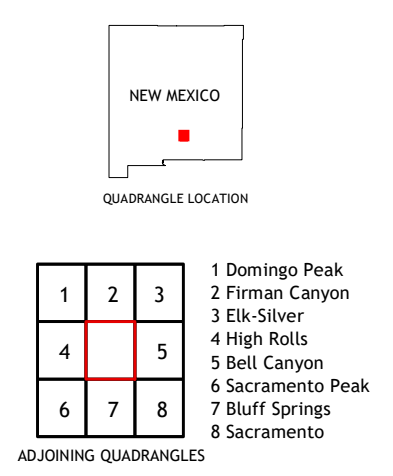 NEW MEXICO
QUADRANGLE LOCATION
1 2 3
4 5
6 7 8
1 Domingo Peak
2 Firman Canyon
3 Elk-Silver
4 High Rolls
5 Bell Canyon
6 Sacramento Peak
7 Bluff Springs
8 Sacramento
ADJOINING QUADRANGLES